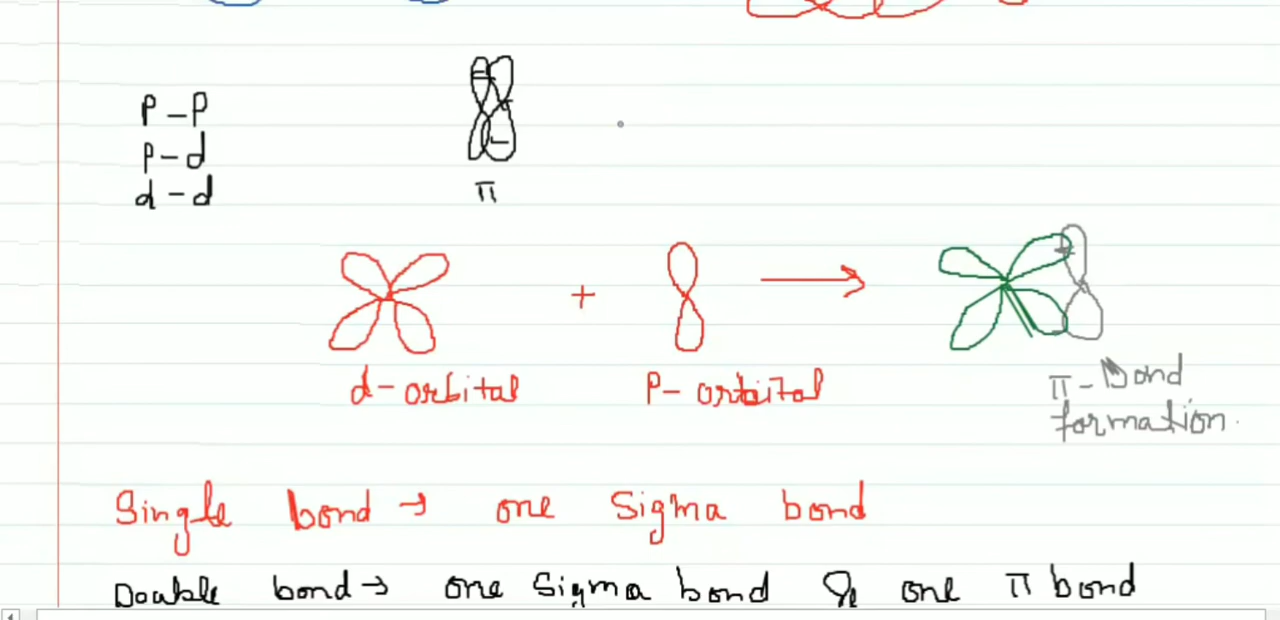 P-P
P-d
d-d
π
+
d-orbital
P-orbital
π-Bond
formation.
Single bond → one Sigma bond
Double bond → one Sigma bond & one π bond